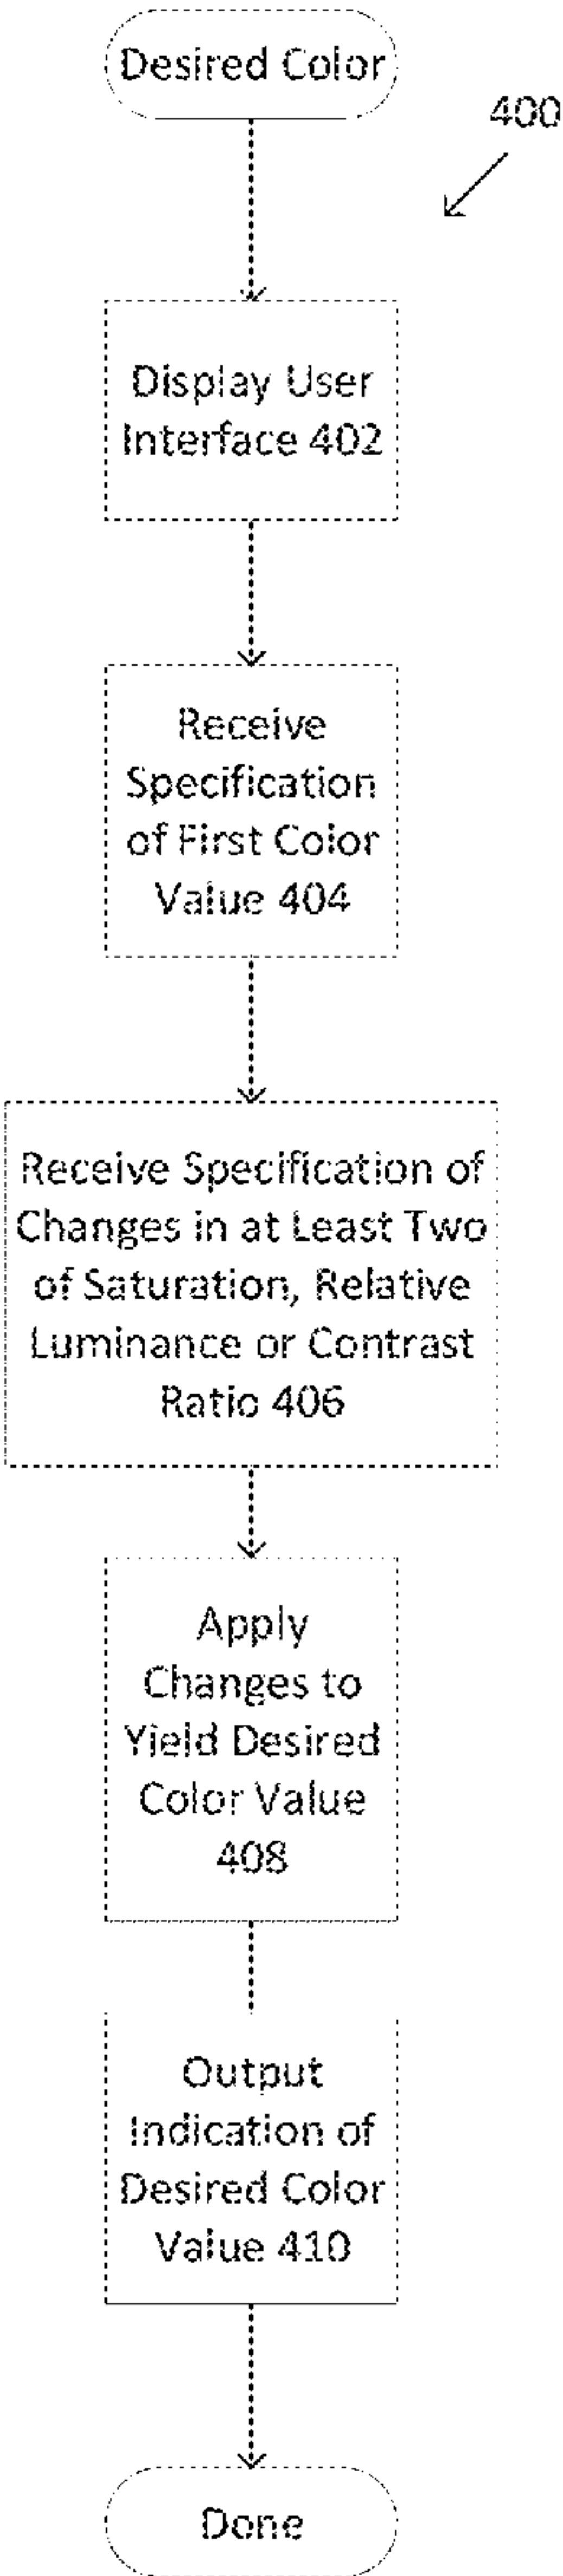 Desired Color
400
Display User
Interface 402
Receive
Specification
of First Color
Value 404
Receive Specification of
Changes in at Least Two
of Saturation, Relative
Luminance or Contrast
Ratio 406
Apply
Changes to
Yield Desired
Color Value
408
Output
Indication of
Desired Color
Value 410
Done